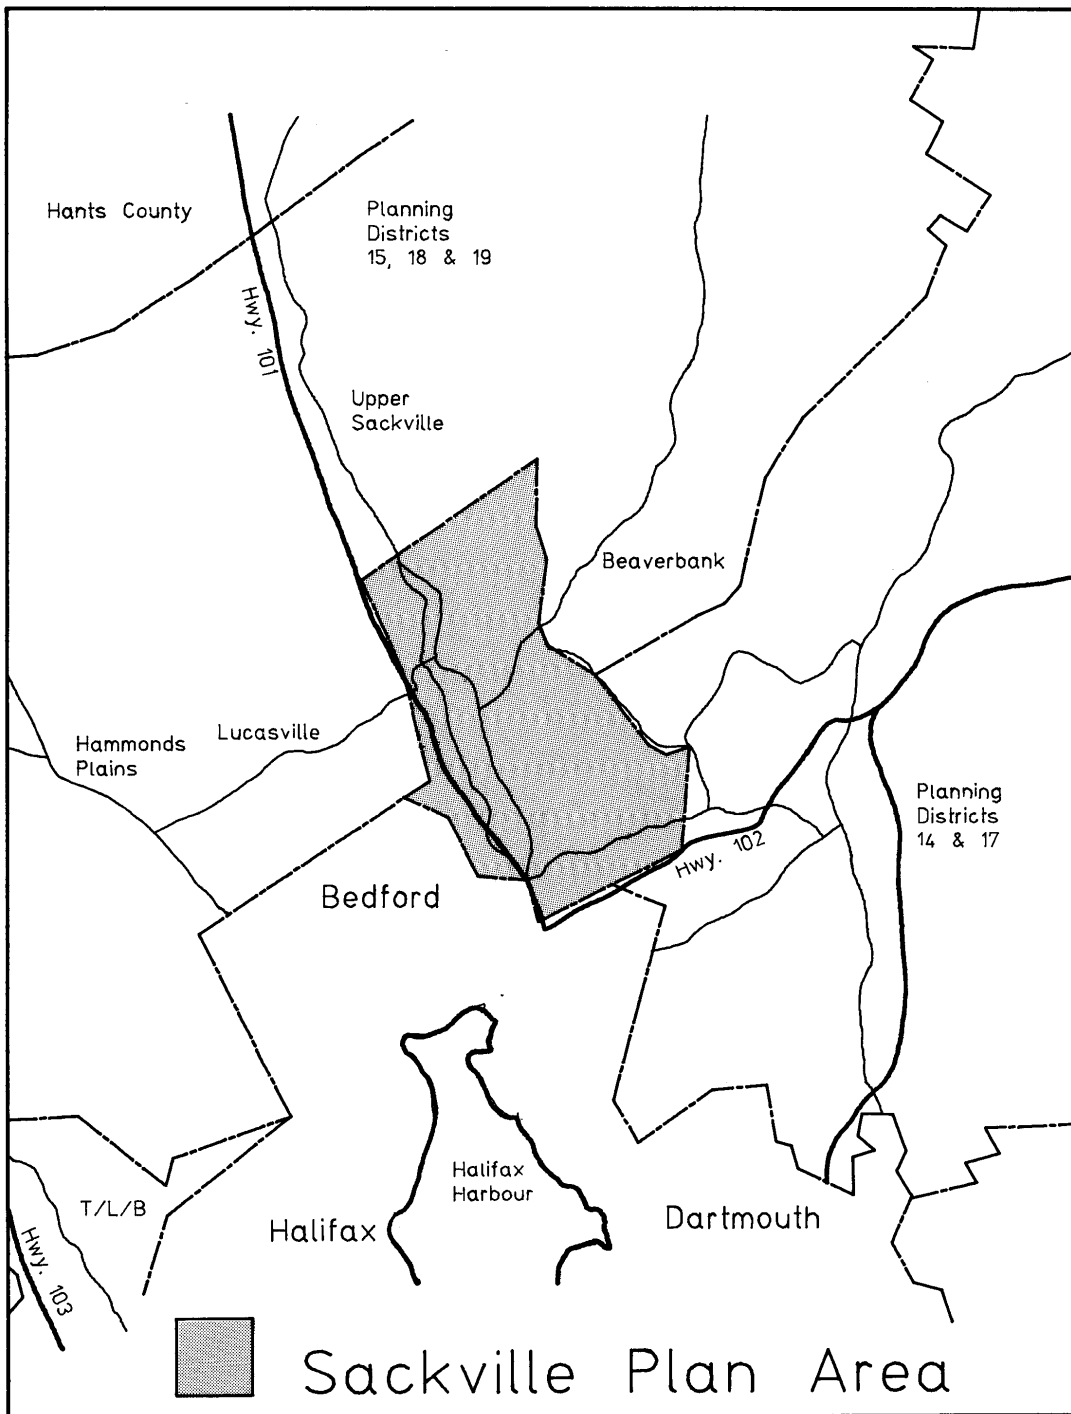 Hants County
Planning
Districts
15, 18 & 19
Hwy. 101
Upper
Sackville
Beaverbank
Lucasville
Hammonds
Plains
Planning
Districts
14 & 17
Hwy. 102
Bedford
Halifax
Harbour
T/L/B
Halifax
Dartmouth
Hwy. 103
Sackville Plan Area